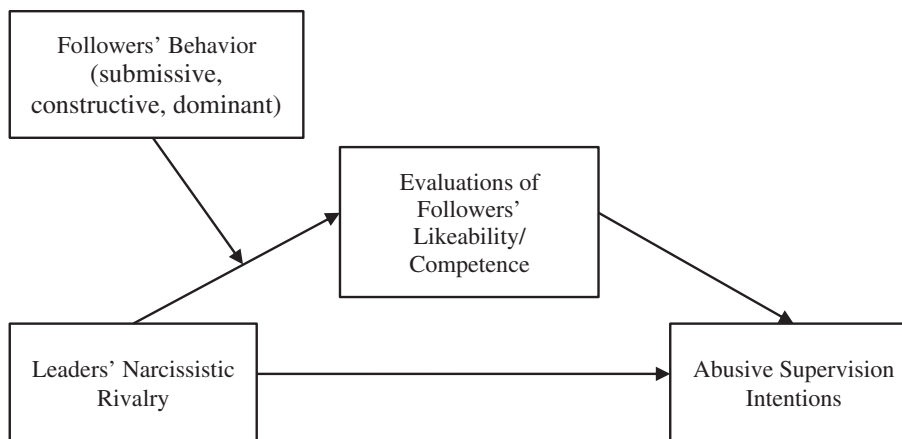 Followers’ Behavior
(submissive,
constructive, dominant)
Evaluations of
Followers’
Likeability/
Competence
Leaders’ Narcissistic
Rivalry
Abusive Supervision
Intentions